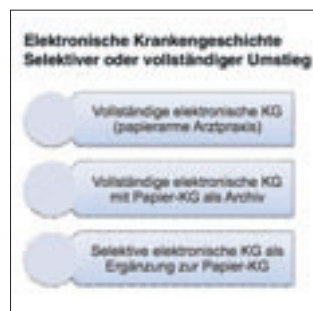 Elektronische Krankengeschichte
Selektiver oder vollständiger Umstieg
Vollständige elektronische KG
(papierarme Arztpraxis)
Vollständige elektronische KG
mit Papier-KG als Archiv
Selektive elektronische KG als
Ergänzung zur Papier-KG